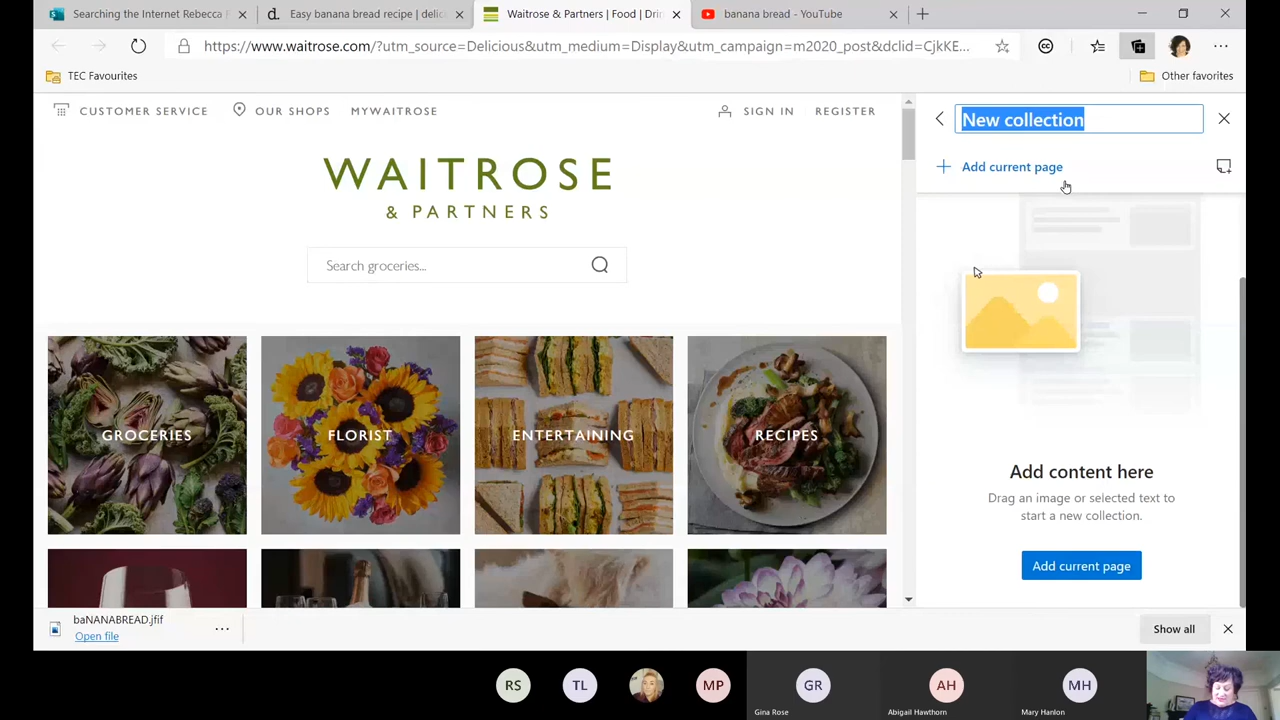 Searching the Internet Rebecca F
Easy banana bread recipe | delic
Waitrose & Partners | Food | Drin
banana bread - YouTube
https://www.waitrose.com/?utm_source=Delicious&utm_medium=Display&utm_campaign=m2020_post&dclid=CjkKE...
TEC Favourites
Other favorites
CUSTOMER SERVICE
OUR SHOPS
MYWAITROSE
SIGN IN
REGISTER
New collection
Add current page
WAITROSE
& PARTNERS
Search groceries...
GROCERIES
FLORIST
ENTERTAINING
RECIPES
Add content here
Drag an image or selected text to
start a new collection.
Add current page
baNANABREAD.jfif
Open file
Show all
RS
TL
MP
GR
AH
MH
Gina Rose
Abigail Hawthorn
Mary Hanlon